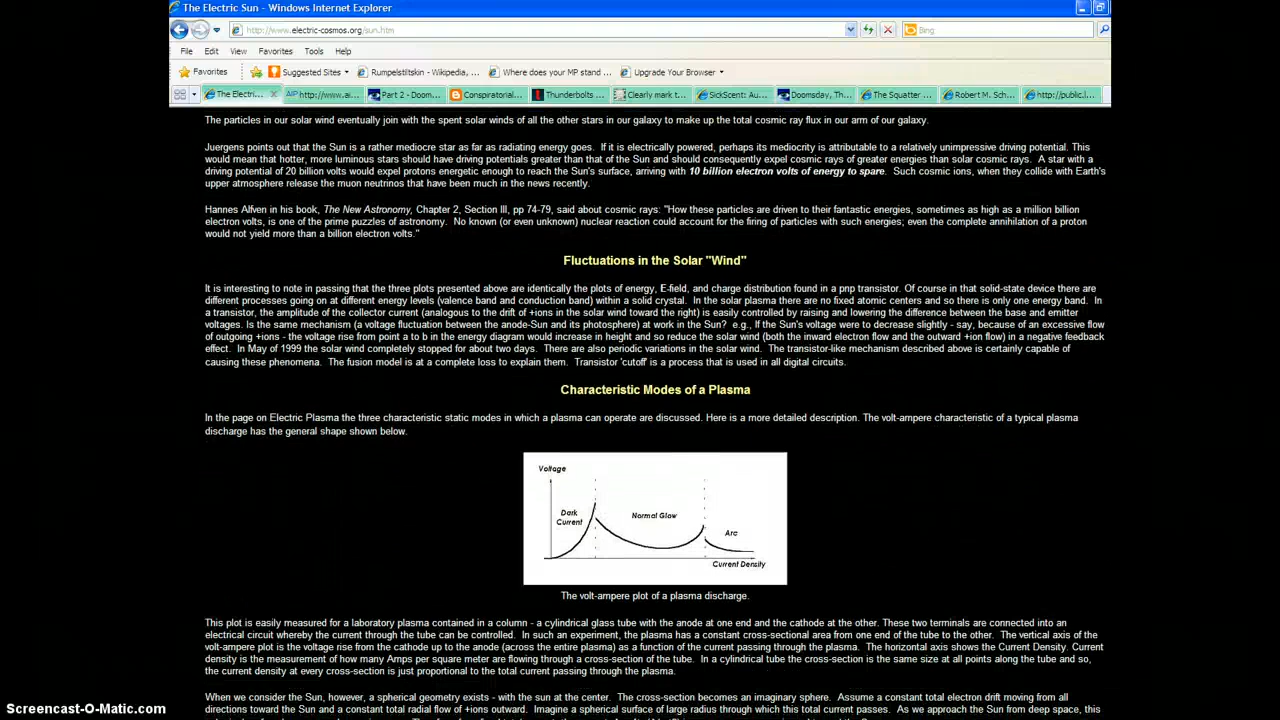 The Electric Sun - Windows Internet Explorer
http://www.electric-cosmos.org/sun.htm
Bing
File Edit View Favorites Tools Help
Favorites Suggested Sites Rumpelstiltskin - Wikipedia, ... Where does your MP stand ... Upgrade Your Browser
The Electri... AIP http://www.ai... Part 2 - Doom... Conspiratorial... Thunderbolts ... Clearly mark t... SickScent: Au... Doomsday, Th... The Squatter ... Robert M. Sch... http://public.l...
The particles in our solar wind eventually join with the spent solar winds of all the other stars in our galaxy to make up the total cosmic ray flux in our arm of our galaxy.
Juergens points out that the Sun is a rather mediocre star as far as radiating energy goes. If it is electrically powered, perhaps its mediocrity is attributable to a relatively unimpressive driving potential. This
would mean that hotter, more luminous stars should have driving potentials greater than that of the Sun and should consequently expel cosmic rays of greater energies than solar cosmic rays. A star with a
driving potential of 20 billion volts would expel protons energetic enough to reach the Sun's surface, arriving with 10 billion electron volts of energy to spare. Such cosmic ions, when they collide with Earth's
upper atmosphere release the muon neutrinos that have been much in the news recently.
Hannes Alfven in his book, The New Astronomy, Chapter 2, Section III, pp 74-79, said about cosmic rays: "How these particles are driven to their fantastic energies, sometimes as high as a million billion
electron volts, is one of the prime puzzles of astronomy. No known (or even unknown) nuclear reaction could account for the firing of particles with such energies; even the complete annihilation of a proton
would not yield more than a billion electron volts."
Fluctuations in the Solar "Wind"
It is interesting to note in passing that the three plots presented above are identically the plots of energy, E-field, and charge distribution found in a pnp transistor. Of course in that solid-state device there are
different processes going on at different energy levels (valence band and conduction band) within a solid crystal. In the solar plasma there are no fixed atomic centers and so there is only one energy band. In
a transistor, the amplitude of the collector current (analogous to the drift of +ions in the solar wind toward the right) is easily controlled by raising and lowering the difference between the base and emitter
voltages. Is the same mechanism (a voltage fluctuation between the anode-Sun and its photosphere) at work in the Sun? e.g., If the Sun's voltage were to decrease slightly - say, because of an excessive flow
of outgoing +ions - the voltage rise from point a to b in the energy diagram would increase in height and so reduce the solar wind (both the inward electron flow and the outward +ion flow) in a negative feedback
effect. In May of 1999 the solar wind completely stopped for about two days. There are also periodic variations in the solar wind. The transistor-like mechanism described above is certainly capable of
causing these phenomena. The fusion model is at a complete loss to explain them. Transistor 'cutoff' is a process that is used in all digital circuits.
Characteristic Modes of a Plasma
In the page on Electric Plasma the three characteristic static modes in which a plasma can operate are discussed. Here is a more detailed description. The volt-ampere characteristic of a typical plasma
discharge has the general shape shown below.
Voltage
Dark
Current
Normal Glow
Arc
Current Density
The volt-ampere plot of a plasma discharge.
This plot is easily measured for a laboratory plasma contained in a column - a cylindrical glass tube with the anode at one end and the cathode at the other. These two terminals are connected into an
electrical circuit whereby the current through the tube can be controlled. In such an experiment, the plasma has a constant cross-sectional area from one end of the tube to the other. The vertical axis of the
volt-ampere plot is the voltage rise from the cathode up to the anode (across the entire plasma) as a function of the current passing through the plasma. The horizontal axis shows the Current Density. Current
density is the measurement of how many Amps per square meter are flowing through a cross-section of the tube. In a cylindrical tube the cross-section is the same size at all points along the tube and so,
the current density at every cross-section is just proportional to the total current passing through the plasma.
When we consider the Sun, however, a spherical geometry exists - with the sun at the center. The cross-section becomes an imaginary sphere. Assume a constant total electron drift moving from all
directions toward the Sun and a constant total radial flow of +ions outward. Imagine a spherical surface of large radius through which this total current passes. As we approach the Sun from deep space, this
Screencast-O-Matic.com